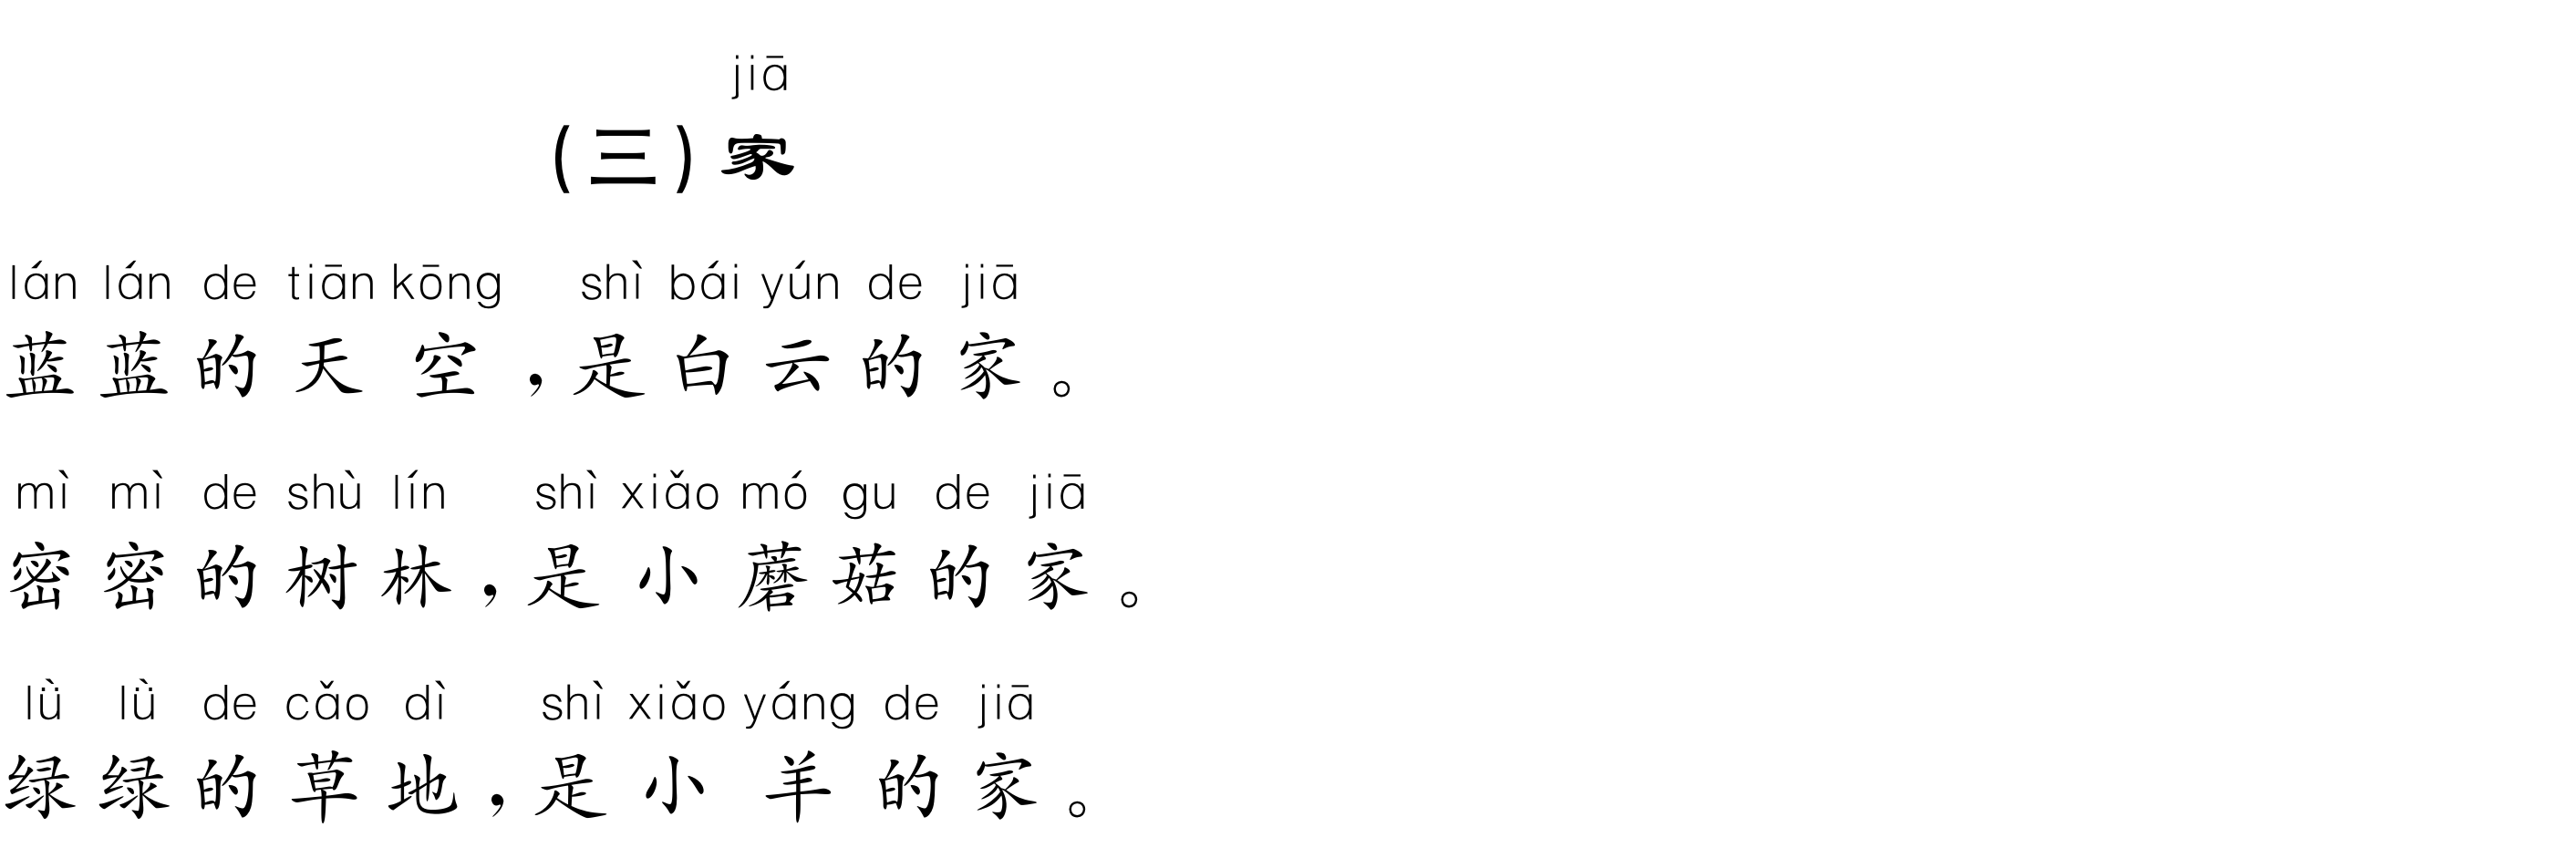 jiā
(三)家
lán lán de tiān kōng shì bái yún de jiā
蓝蓝的天空,是白云的家。
mì mì de shù lín shì xiǎo mó gu de jiā
密密的树林,是小蘑菇的家。
lǜ lǜ de cǎo dì shì xiǎo yáng de jiā
绿绿的草地,是小羊的家。